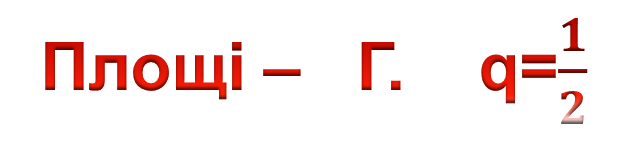 Площі – Г. q=1/2